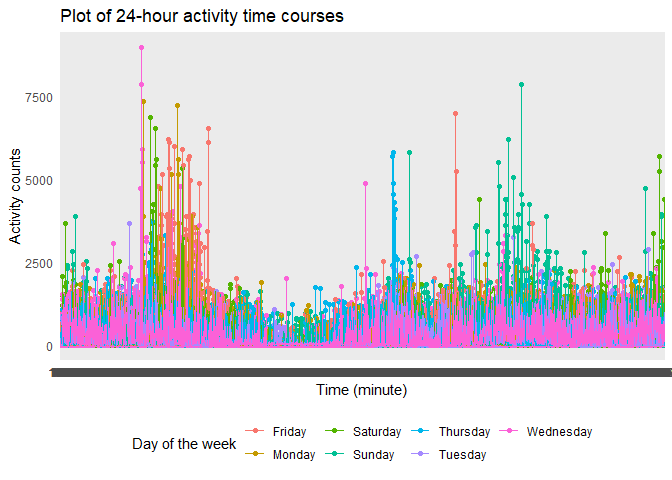 Plot of 24-hour activity time courses
7500
5000
2500
0
Activity counts
Time (minute)
Day of the week
Friday Saturday Thursday Wednesday
Monday Sunday Tuesday